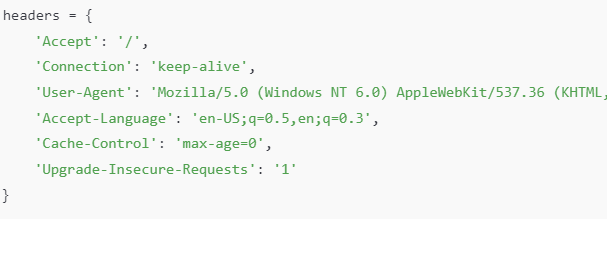 headers = {
    'Accept': '/',
    'Connection': 'keep-alive',
    'User-Agent': 'Mozilla/5.0 (Windows NT 6.0) AppleWebKit/537.36 (KHTML,
    'Accept-Language': 'en-US;q=0.5,en;q=0.3',
    'Cache-Control': 'max-age=0',
    'Upgrade-Insecure-Requests': '1'
}